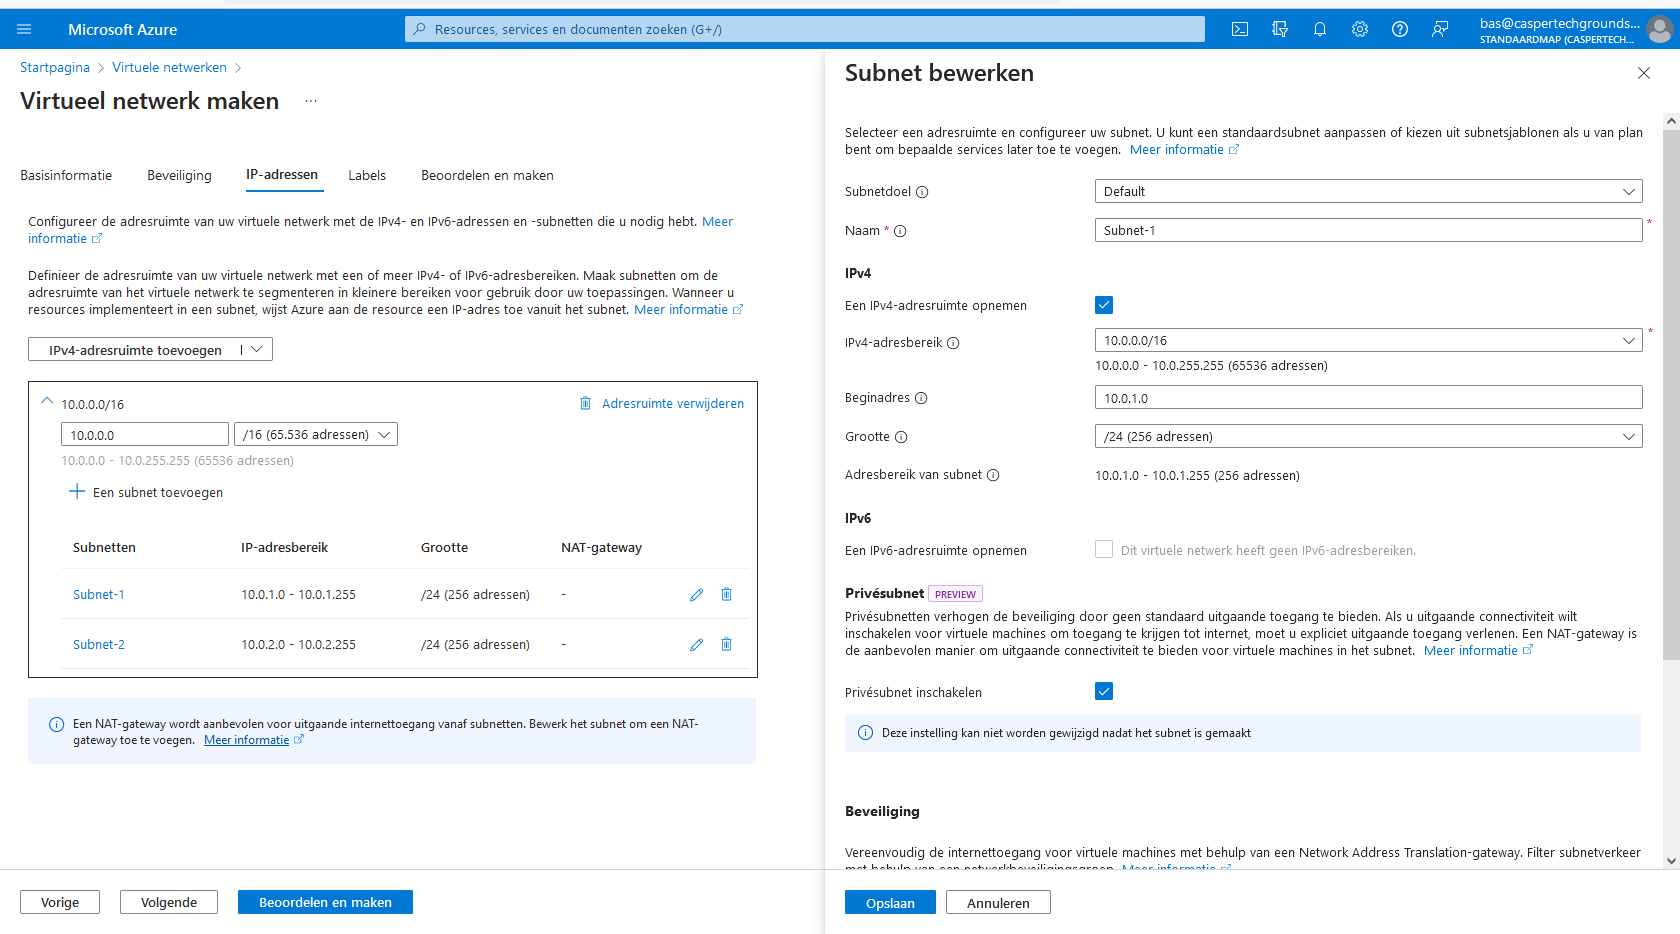 Microsoft Azure
Resources, services en documenten zoeken (G+/)
bas@caspertechgrounds...
STANDAARDMAP (CASPERTECH...
Startpagina > Virtuele netwerken >
Virtueel netwerk maken ...
Basisinformatie Beveiliging IP-adressen Labels Beoordelen en maken
Configureer de adresruimte van uw virtuele netwerk met de IPv4- en IPv6-adressen en -subnetten die u nodig hebt. Meer
informatie
Definieer de adresruimte van uw virtuele netwerk met een of meer IPv4- of IPv6-adresbereiken. Maak subnetten om de
adresruimte van het virtuele netwerk te segmenteren in kleinere bereiken voor gebruik door uw toepassingen. Wanneer u
resources implementeert in een subnet, wijst Azure aan de resource een IP-adres toe vanuit het subnet. Meer informatie
IPv4-adresruimte toevoegen |
10.0.0.0/16 Adresruimte verwijderen
10.0.0.0 /16 (65.536 adressen)
10.0.0.0 - 10.0.255.255 (65536 adressen)
Een subnet toevoegen
Subnetten IP-adresbereik Grootte NAT-gateway
Subnet-1 10.0.1.0 - 10.0.1.255 /24 (256 adressen) -
Subnet-2 10.0.2.0 - 10.0.2.255 /24 (256 adressen) -
Een NAT-gateway wordt aanbevolen voor uitgaande internettoegang vanaf subnetten. Bewerk het subnet om een NAT-
gateway toe te voegen. Meer informatie
Vorige Volgende Beoordelen en maken
Subnet bewerken
Selecteer een adresruimte en configureer uw subnet. U kunt een standaardsubnet aanpassen of kiezen uit subnetsjablonen als u van plan
bent om bepaalde services later toe te voegen. Meer informatie
Subnetdoel Default
Naam * Subnet-1 *
IPv4
Een IPv4-adresruimte opnemen
IPv4-adresbereik 10.0.0.0/16 *
10.0.0.0 - 10.0.255.255 (65536 adressen)
Beginadres 10.0.1.0
Grootte /24 (256 adressen)
Adresbereik van subnet 10.0.1.0 - 10.0.1.255 (256 adressen)
IPv6
Een IPv6-adresruimte opnemen Dit virtuele netwerk heeft geen IPv6-adresbereiken.
Privésubnet PREVIEW
Privésubnetten verhogen de beveiliging door geen standaard uitgaande toegang te bieden. Als u uitgaande connectiviteit wilt
inschakelen voor virtuele machines om toegang te krijgen tot internet, moet u expliciet uitgaande toegang verlenen. Een NAT-gateway is
de aanbevolen manier om uitgaande connectiviteit te bieden voor virtuele machines in het subnet. Meer informatie
Privésubnet inschakelen
Deze instelling kan niet worden gewijzigd nadat het subnet is gemaakt
Beveiliging
Vereenvoudig de internettoegang voor virtuele machines met behulp van een Network Address Translation-gateway. Filter subnetverkeer
met behulp van een netwerkbeveiligingsgroep. Meer informatie
Opslaan Annuleren